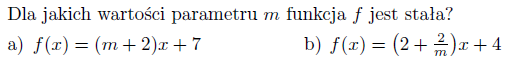 Dla jakich wartości parametru m funkcja f jest stała?
a) f(x) = (m + 2)x + 7 b) f(x) = (2 + 2/m)x + 4